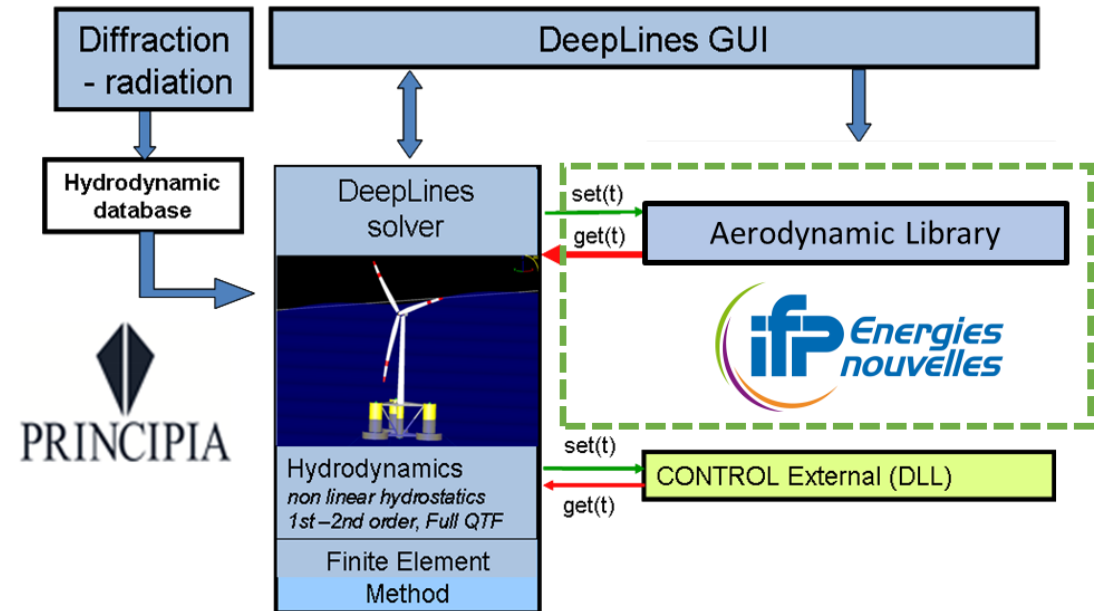 Diffraction
- radiation
DeepLines GUI
Hydrodynamic
database
DeepLines
solver
set(t)
get(t)
Aerodynamic Library
ifP Energies
nouvelles
PRINCIPIA
Hydrodynamics
non linear hydrostatics
1st –2nd order, Full QTF
set(t)
get(t)
CONTROL External (DLL)
Finite Element
Method